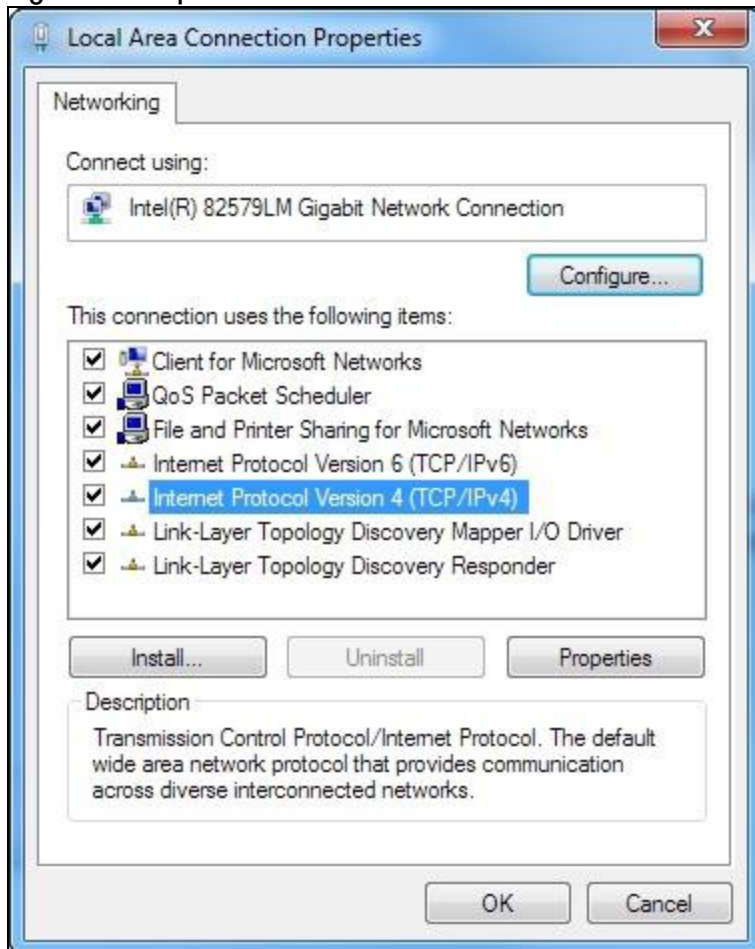 Local Area Connection Properties
Networking
Connect using:
Intel(R) 82579LM Gigabit Network Connection
Configure...
This connection uses the following items:
Client for Microsoft Networks
QoS Packet Scheduler
File and Printer Sharing for Microsoft Networks
Internet Protocol Version 6 (TCP/IPv6)
Internet Protocol Version 4 (TCP/IPv4)
Link-Layer Topology Discovery Mapper I/O Driver
Link-Layer Topology Discovery Responder
Install... Uninstall Properties
Description
Transmission Control Protocol/Internet Protocol. The default
wide area network protocol that provides communication
across diverse interconnected networks.
OK Cancel